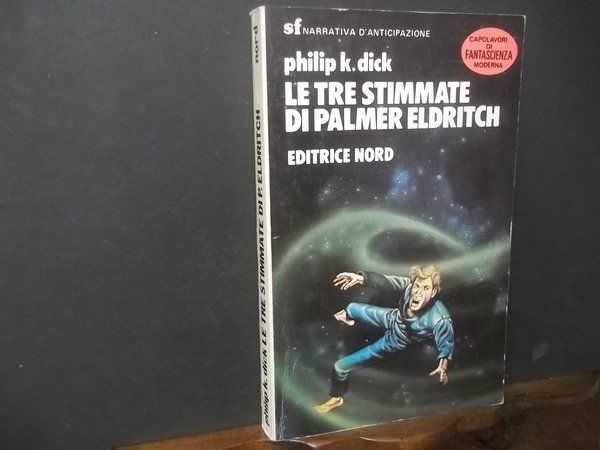 sf NARRATIVA D'ANTICIPAZIONE
philip k. dick
LE TRE STIMMATE
DI PALMER ELDRITCH
EDITRICE NORD
CAPOLAVORI
DI
FANTASCIENZA
MODERNA
philip k. dick LE TRE STIMMATE DI P. ELDRITCH nord